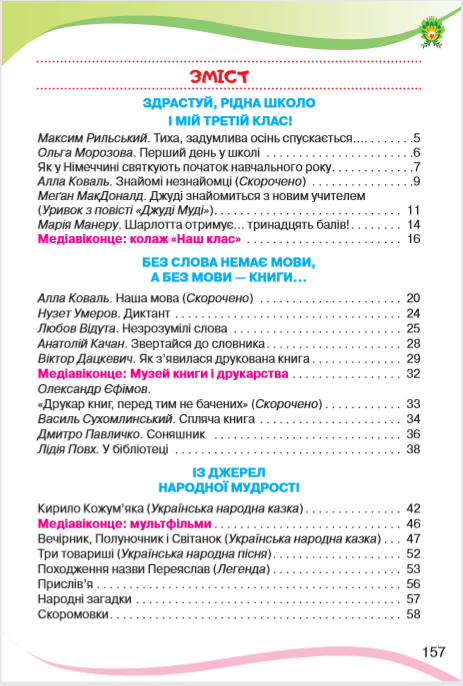 ЗМІСТ
ЗДРАСТУЙ, РІДНА ШКОЛО
І МІЙ ТРЕТІЙ КЛАС!
Максим Рильський. Тиха, задумлива осінь спускається...........5
Ольга Морозова. Перший день у школі ....................6
Як у Німеччині святкують початок навчального року...........7
Алла Коваль. Знайомі незнайомці (Скорочено) ..............9
Меґан МакДоналд. Джуді знайомиться з новим учителем
(Уривок з повісті «Джуді Муді»)......................... 11
Марія Манеру. Шарлотта отримує... тринадцять балів!........ 14
Медіавіконце: колаж «Наш клас» ...................... 16
БЕЗ СЛОВА НЕМАЄ МОВИ,
А БЕЗ МОВИ — КНИГИ...
Алла Коваль. Наша мова (Скорочено) ................... 20
Нузет Умеров. Диктант .............................. 24
Любов Відута. Незрозумілі слова ...................... 25
Анатолій Качан. Звертайся до словника.................. 28
Віктор Дацкевич. Як з’явилася друкована книга............. 29
Медіавіконце: Музей книги і друкарства ................ 32
Олександр Єфімов.
«Друкар книг, перед тим не бачених» (Скорочено)........... 33
Василь Сухомлинський. Спляча книга ................... 34
Дмитро Павличко. Соняшник ......................... 36
Лідія Повх. У бібліотеці ............................. 38
ІЗ ДЖЕРЕЛ
НАРОДНОЇ МУДРОСТІ
Кирило Кожум’яка (Українська народна казка)............. 42
Медіавіконце: мультфільми .......................... 46
Вечірник, Полуночник і Світанок (Українська народна казка)... 47
Три товариші (Українська народна пісня)................. 52
Походження назви Переяслав (Легенда)................. 53
Прислів’я ........................................ 56
Народні загадки ................................... 57
Скоромовки ...................................... 58
157